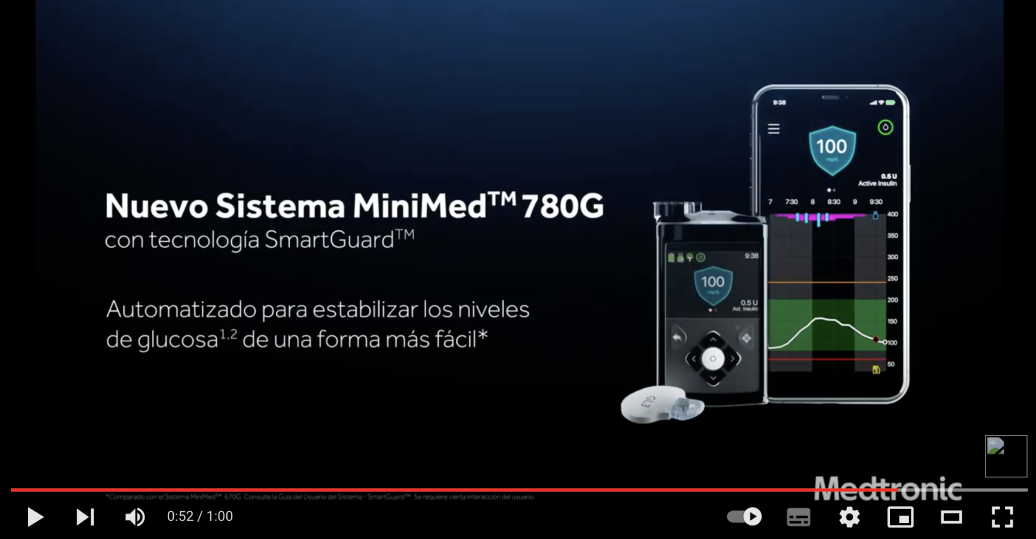 9:38
100
mg/dL
0.5 U
Active Insulin
7 7:30 8 8:30 9 9:30
400
350
300
250
200
150
100
50
Nuevo Sistema MiniMed™ 780G
con tecnología SmartGuard™
Automatizado para estabilizar los niveles
de glucosa1,2 de una forma más fácil*
9:38
100
mg/dL
0.5 U
Act. Insulin
Medtronic
*Comparado con el Sistema MiniMed™ 670G. Consulte la Guía del Usuario del Sistema - SmartGuard™. Se requiere cierta interacción del usuario.
0:52 / 1:00